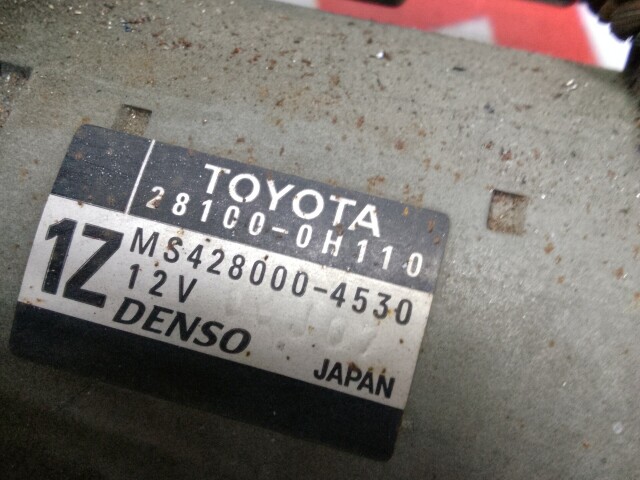 TOYOTA
28100-0H110
1Z
MS428000-4530
12V
DENSO
JAPAN